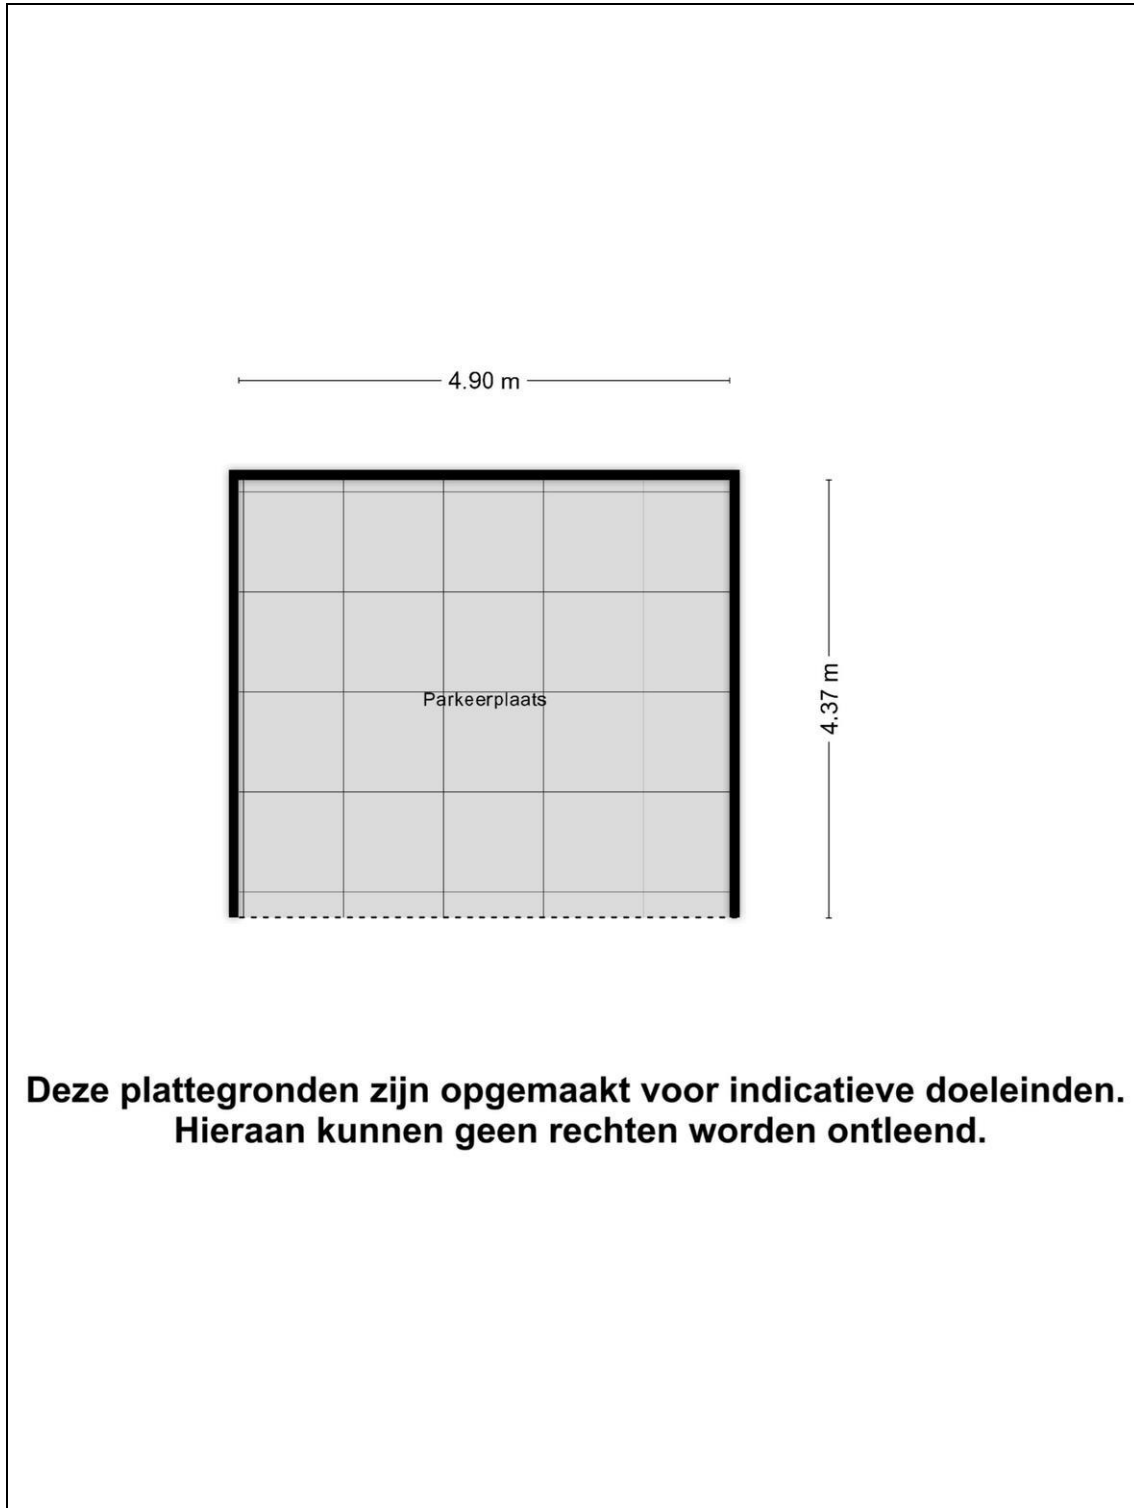 4.90 m
4.37 m
Parkeerplaats
Deze plattegronden zijn opgemaakt voor indicatieve doeleinden.
Hieraan kunnen geen rechten worden ontleend.